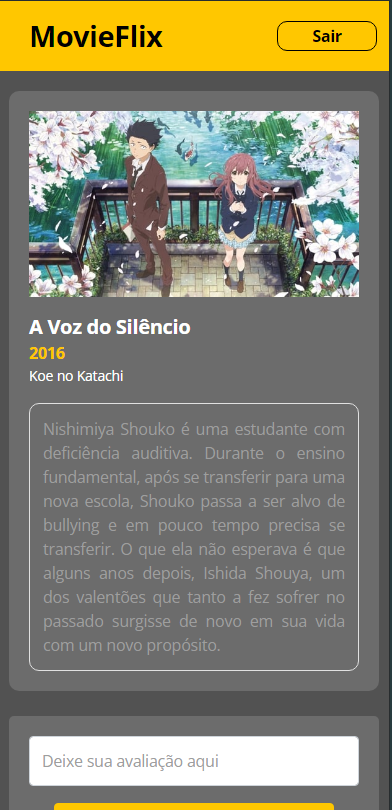 MovieFlix
Sair
A Voz do Silêncio
2016
Koe no Katachi
Nishimiya Shouko é uma estudante com
deficiência auditiva. Durante o ensino
fundamental, após se transferir para uma
nova escola, Shouko passa a ser alvo de
bullying e em pouco tempo precisa se
transferir. O que ela não esperava é que
alguns anos depois, Ishida Shouya, um
dos valentões que tanto a fez sofrer no
passado surgisse de novo em sua vida
com um novo propósito.
Deixe sua avaliação aqui